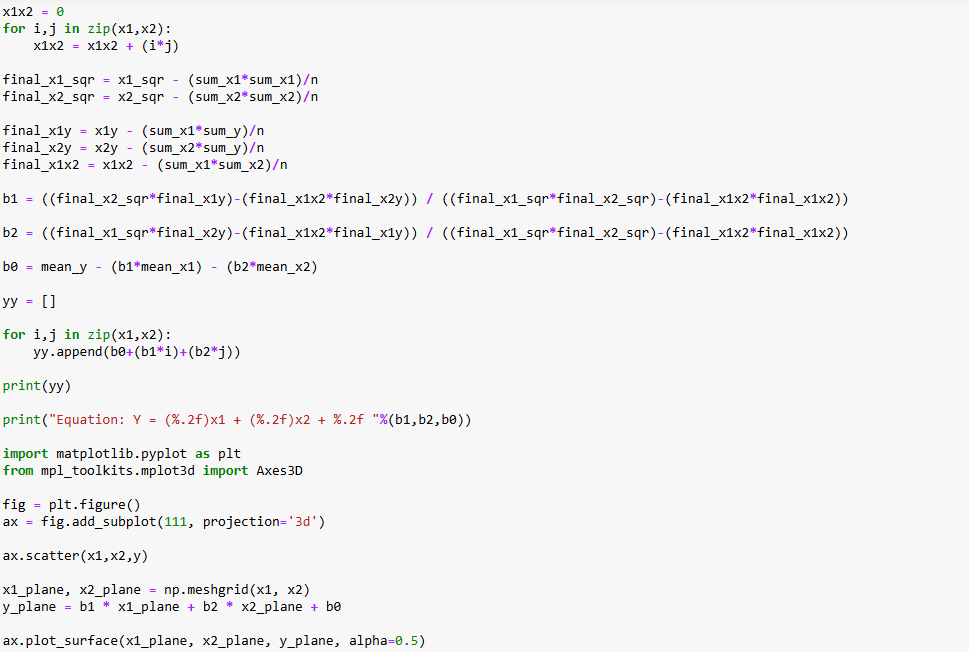 x1x2 = 0
for i,j in zip(x1,x2):
    x1x2 = x1x2 + (i*j)

final_x1_sqr = x1_sqr - (sum_x1*sum_x1)/n
final_x2_sqr = x2_sqr - (sum_x2*sum_x2)/n

final_x1y = x1y - (sum_x1*sum_y)/n
final_x2y = x2y - (sum_x2*sum_y)/n
final_x1x2 = x1x2 - (sum_x1*sum_x2)/n

b1 = ((final_x2_sqr*final_x1y)-(final_x1x2*final_x2y)) / ((final_x1_sqr*final_x2_sqr)-(final_x1x2*final_x1x2))

b2 = ((final_x1_sqr*final_x2y)-(final_x1x2*final_x1y)) / ((final_x1_sqr*final_x2_sqr)-(final_x1x2*final_x1x2))

b0 = mean_y - (b1*mean_x1) - (b2*mean_x2)

yy = []

for i,j in zip(x1,x2):
    yy.append(b0+(b1*i)+(b2*j))

print(yy)

print("Equation: Y = (%.2f)x1 + (%.2f)x2 + %.2f "%(b1,b2,b0))

import matplotlib.pyplot as plt
from mpl_toolkits.mplot3d import Axes3D

fig = plt.figure()
ax = fig.add_subplot(111, projection='3d')

ax.scatter(x1,x2,y)

x1_plane, x2_plane = np.meshgrid(x1, x2)
y_plane = b1 * x1_plane + b2 * x2_plane + b0

ax.plot_surface(x1_plane, x2_plane, y_plane, alpha=0.5)